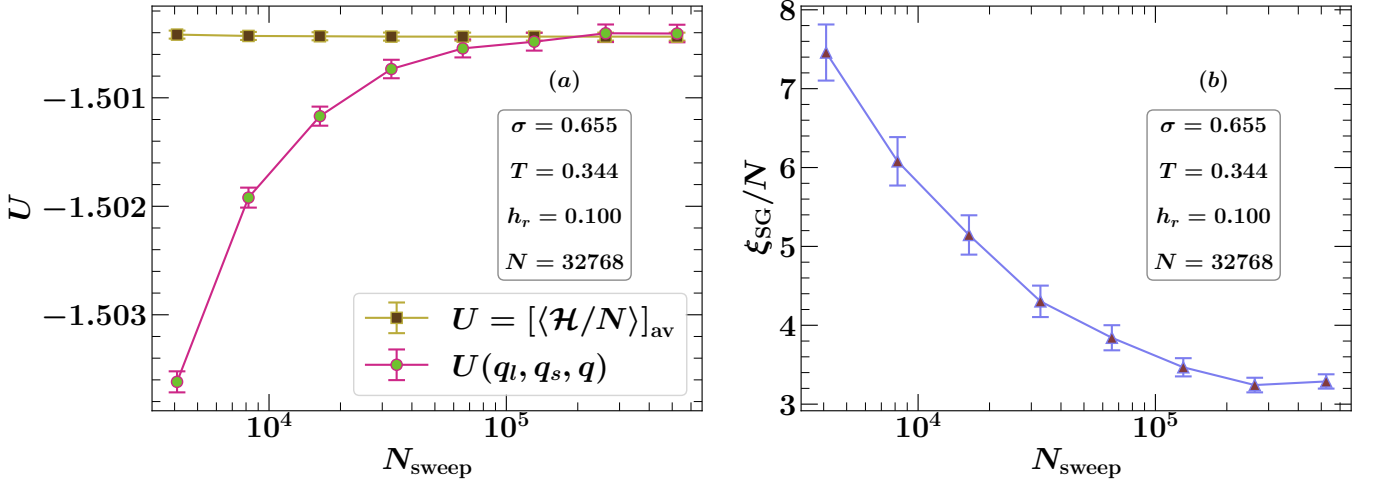 U
−1.501
−1.502
−1.503
(a)
σ = 0.655
T = 0.344
h_r = 0.100
N = 32768
U = [⟨ℋ/N⟩]_av
U(q_l, q_s, q)
10^4
10^5
N_sweep
ξ_SG/N
8
7
6
5
4
3
(b)
σ = 0.655
T = 0.344
h_r = 0.100
N = 32768
10^4
10^5
N_sweep